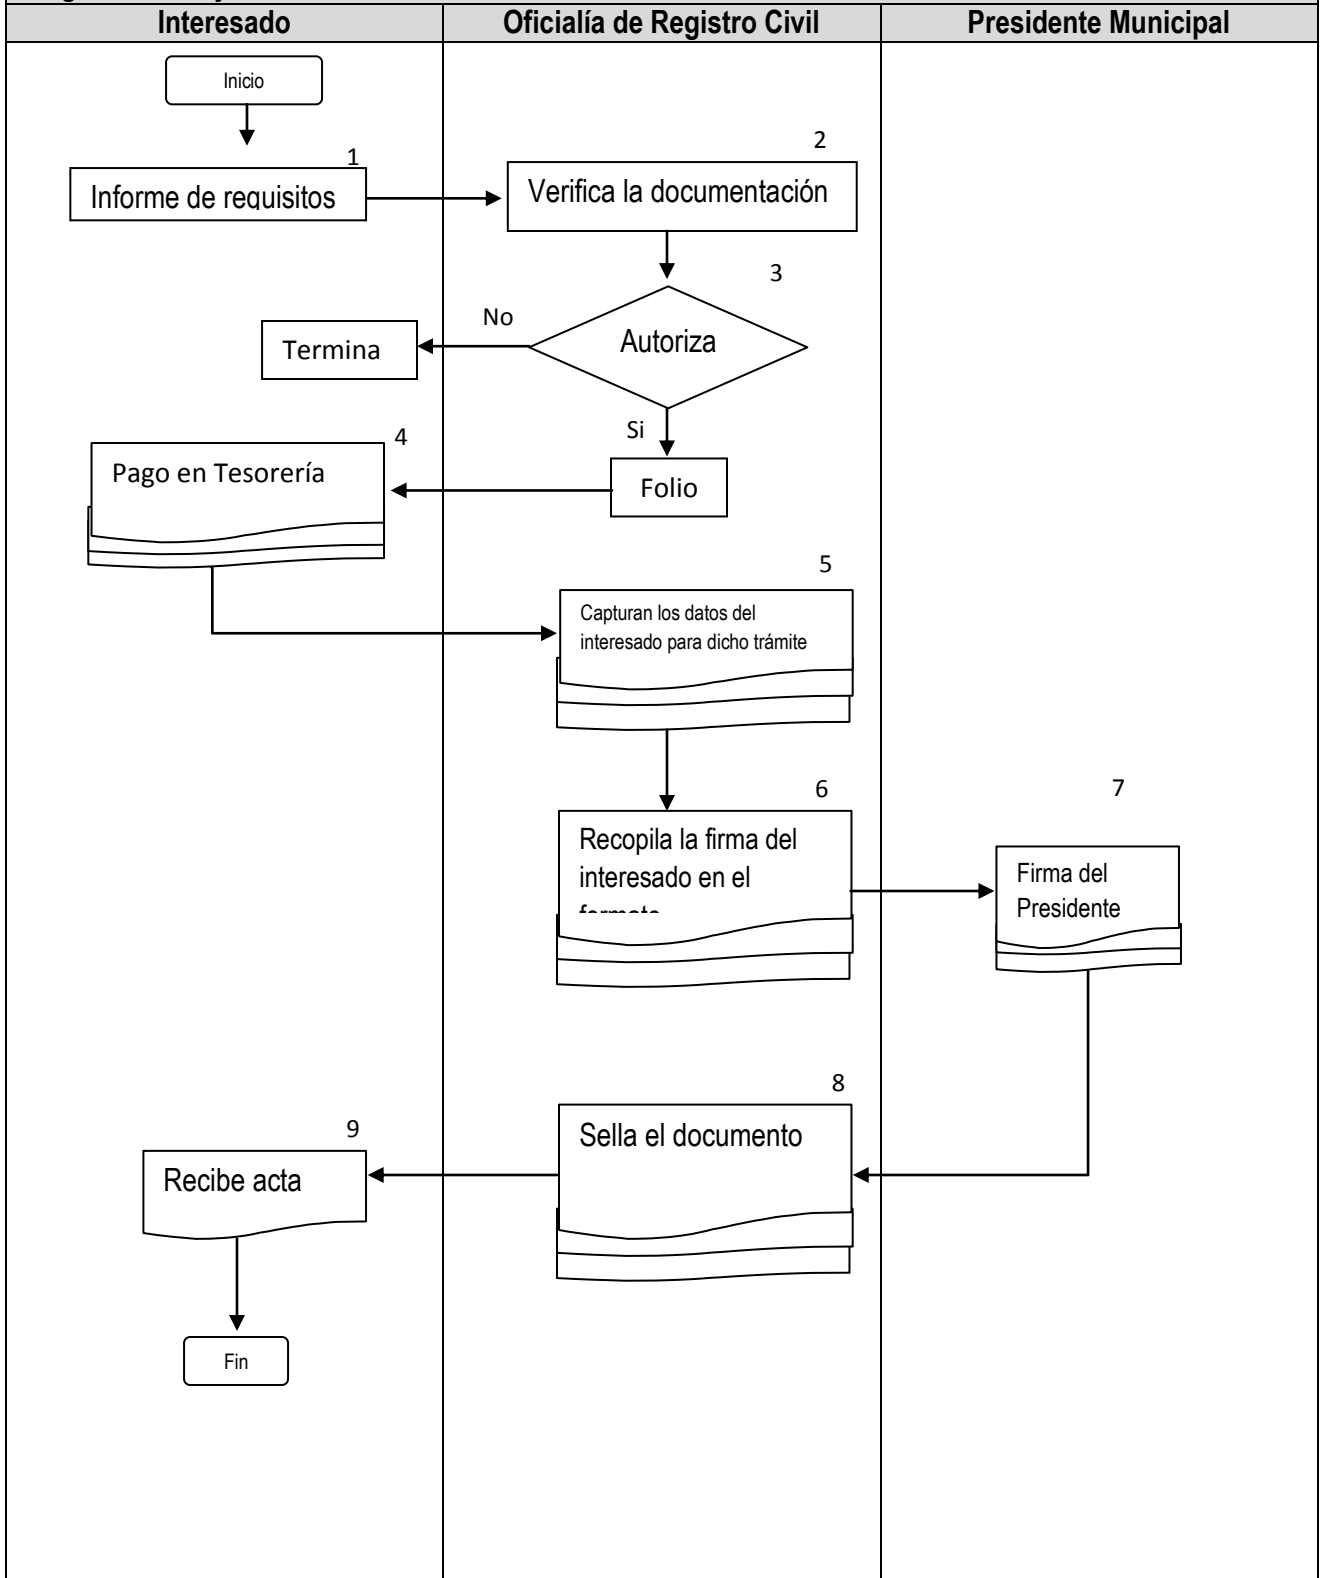 Interesado
Oficialía de Registro Civil
Presidente Municipal
Inicio
1
Informe de requisitos
2
Verifica la documentación
3
Autoriza
No
Termina
Si
Folio
4
Pago en Tesorería
5
Capturan los datos del
interesado para dicho trámite
6
Recopila la firma del
interesado en el
formato
7
Firma del
Presidente
8
Sella el documento
9
Recibe acta
Fin